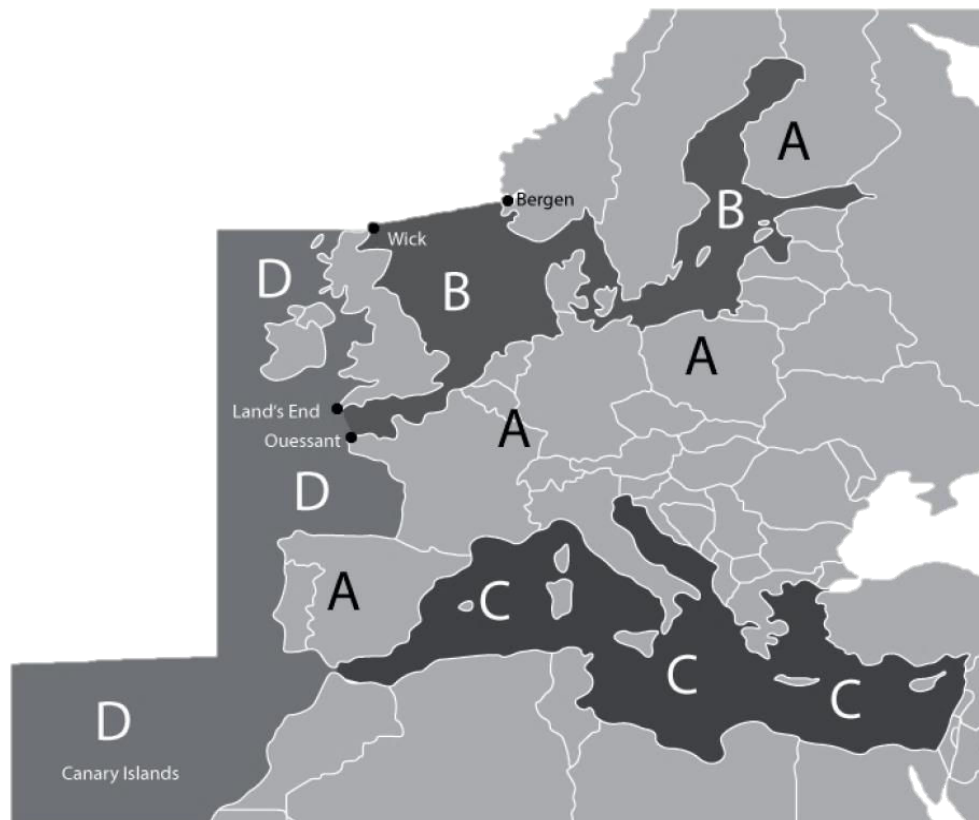 A
Bergen
B
Wick
D
B
A
Land's End
A
Ouessant
D
A
C
C
C
D
Canary Islands